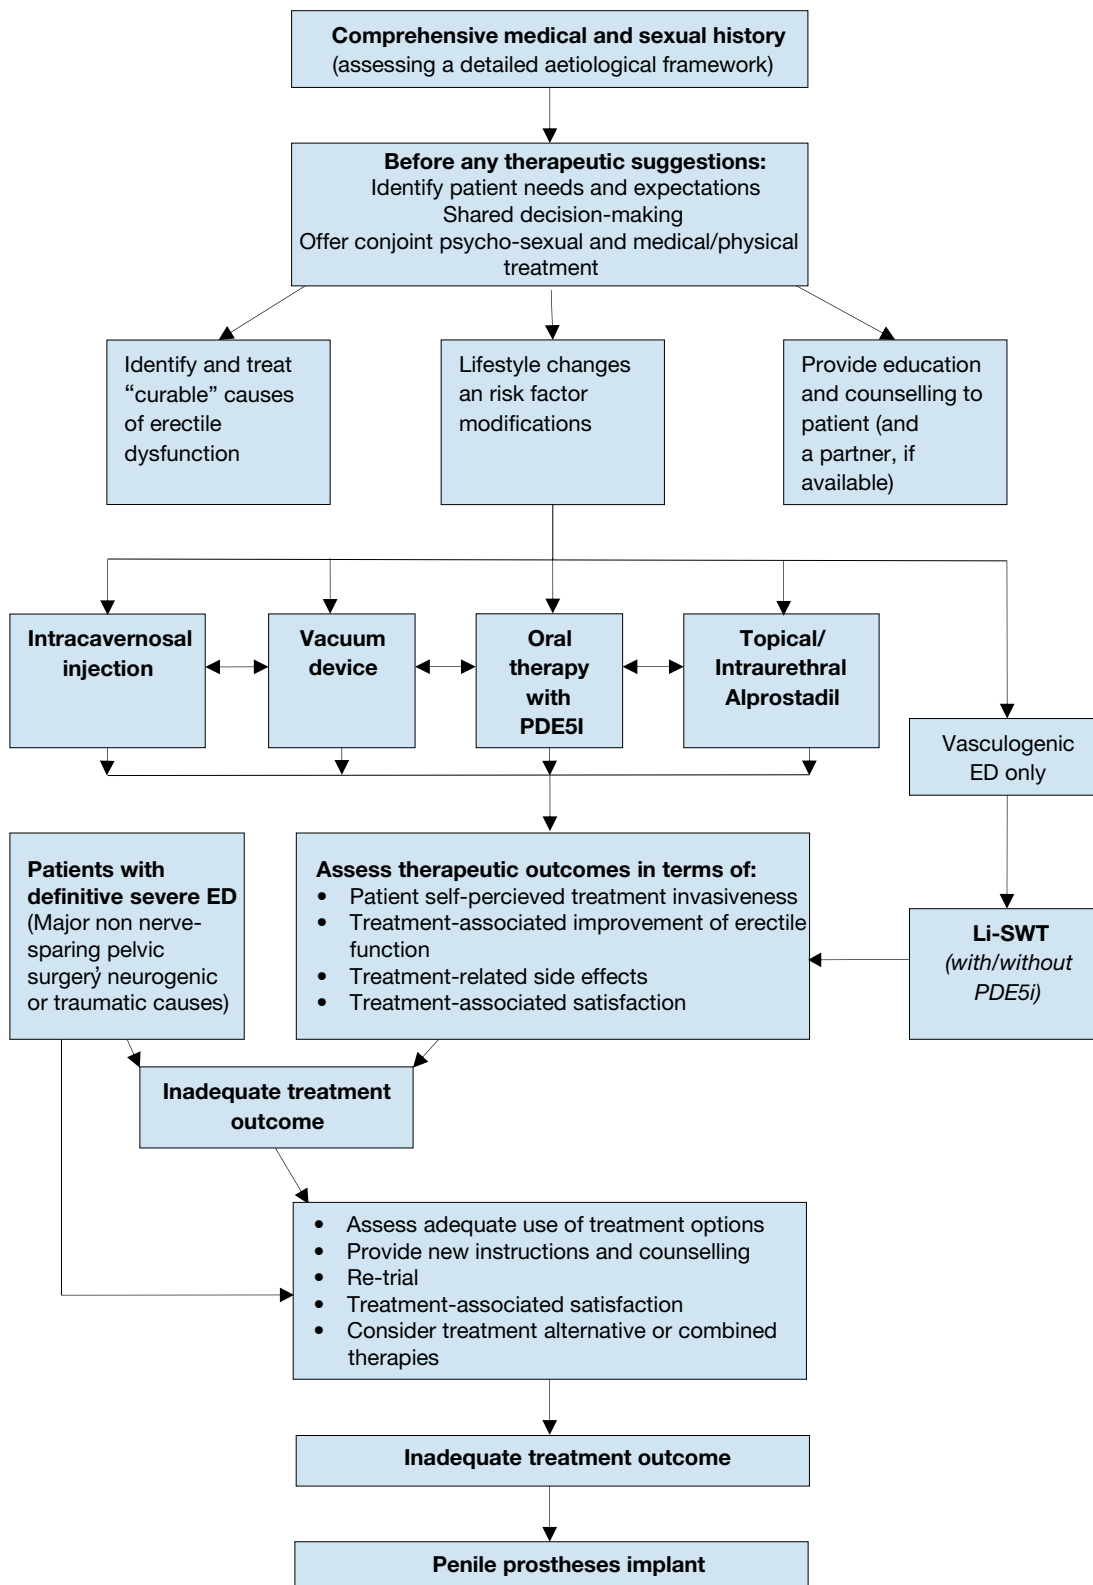 Comprehensive medical and sexual history
(assessing a detailed aetiological framework)
Before any therapeutic suggestions:
Identify patient needs and expectations
Shared decision-making
Offer conjoint psycho-sexual and medical/physical
treatment
Identify and treat
“curable” causes
of erectile
dysfunction
Lifestyle changes
an risk factor
modifications
Provide education
and counselling to
patient (and
a partner, if
available)
Intracavernosal
injection
Vacuum
device
Oral
therapy
with
PDE5I
Topical/
Intraurethral
Alprostadil
Vasculogenic
ED only
Patients with
definitive severe ED
(Major non nerve-
sparing pelvic
surgery, neurogenic
or traumatic causes)
Assess therapeutic outcomes in terms of:
• Patient self-percieved treatment invasiveness
• Treatment-associated improvement of erectile
function
• Treatment-related side effects
• Treatment-associated satisfaction
Li-SWT
(with/without
PDE5i)
Inadequate treatment
outcome
• Assess adequate use of treatment options
• Provide new instructions and counselling
• Re-trial
• Treatment-associated satisfaction
• Consider treatment alternative or combined
therapies
Inadequate treatment outcome
Penile prostheses implant